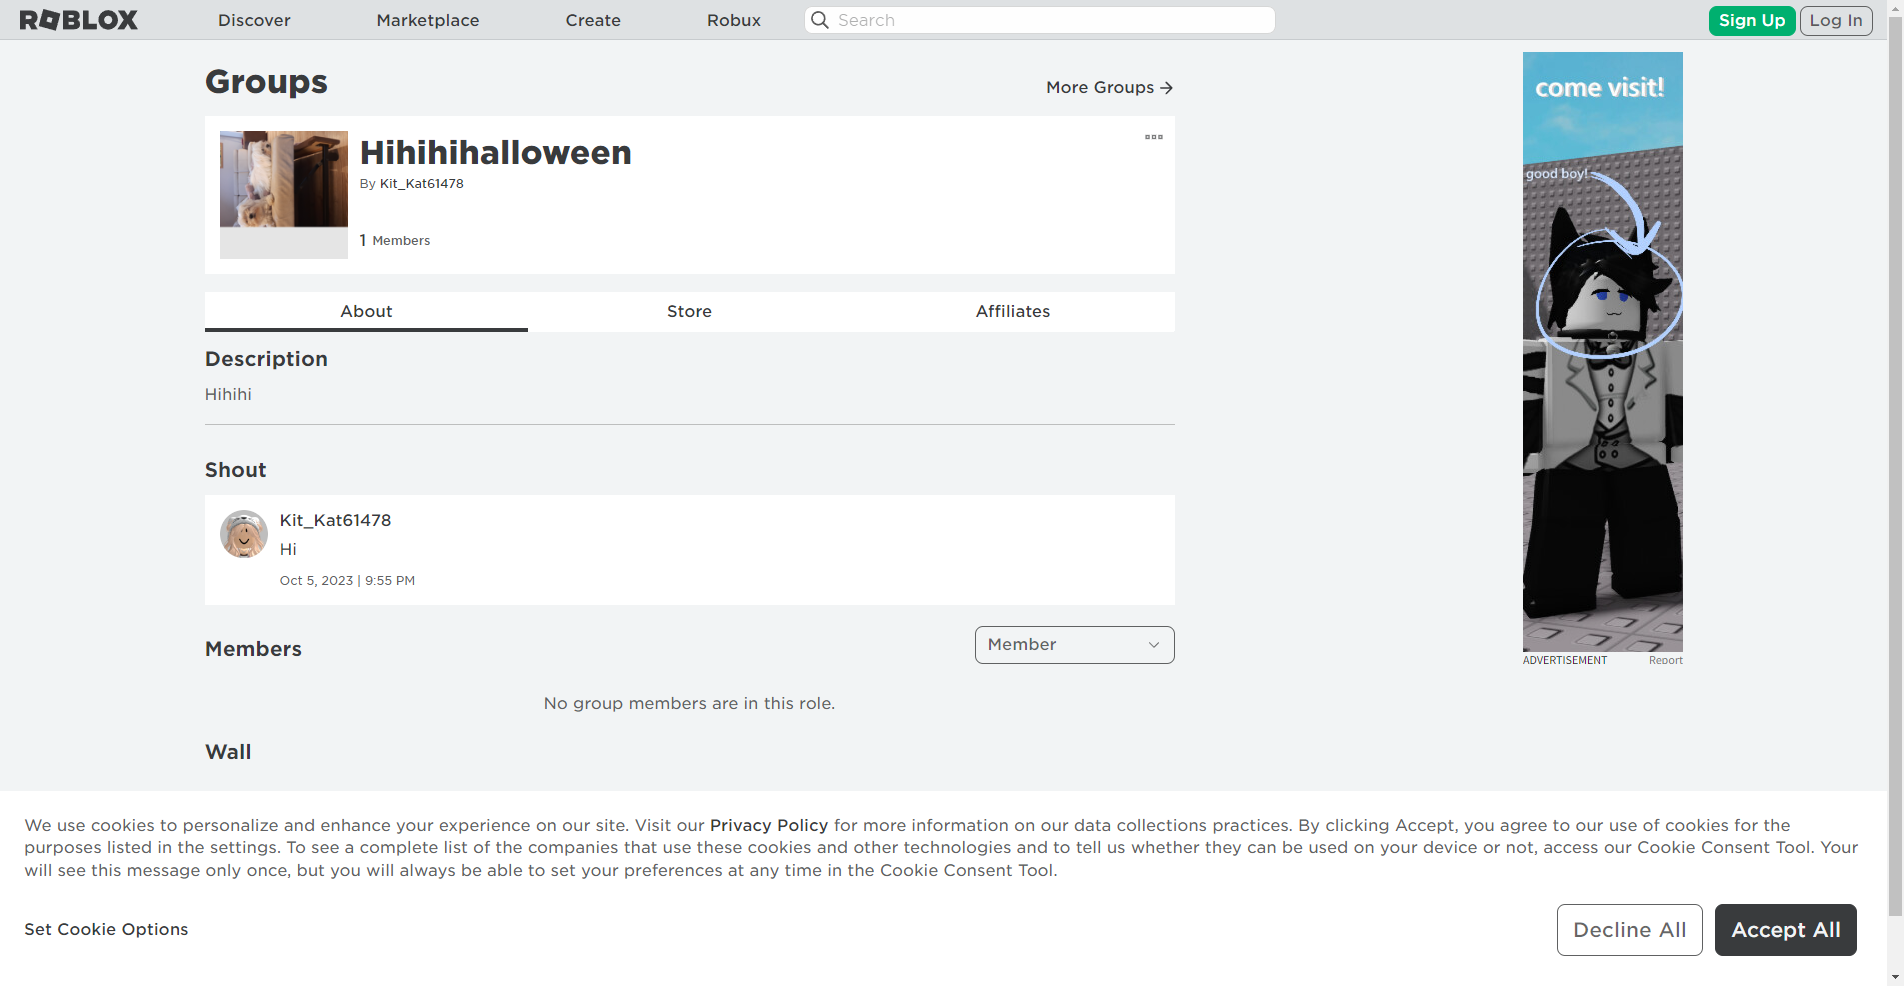 ROBLOX Discover Marketplace Create Robux Search Sign Up Log In
Groups
More Groups
Hihihihalloween
By Kit_Kat61478
1 Members
About Store Affiliates
Description
Hihihi
Shout
Kit_Kat61478
Hi
Oct 5, 2023 | 9:55 PM
Members
Member
No group members are in this role.
Wall
come visit!
good boy!
ADVERTISEMENT Report
We use cookies to personalize and enhance your experience on our site. Visit our Privacy Policy for more information on our data collections practices. By clicking Accept, you agree to our use of cookies for the
purposes listed in the settings. To see a complete list of the companies that use these cookies and other technologies and to tell us whether they can be used on your device or not, access our Cookie Consent Tool. Your
will see this message only once, but you will always be able to set your preferences at any time in the Cookie Consent Tool.
Set Cookie Options
Decline All
Accept All